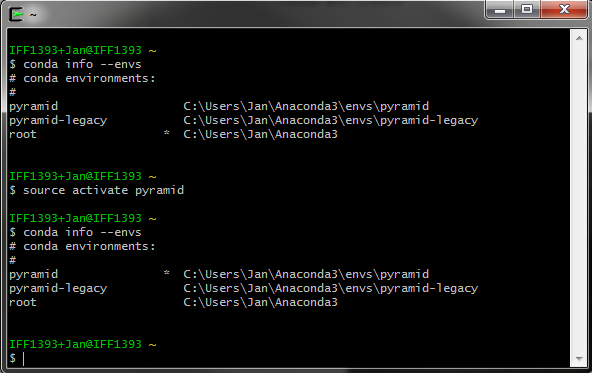 ~
IFF1393+Jan@IFF1393 ~
$ conda info --envs
# conda environments:
#
pyramid                  C:\Users\Jan\Anaconda3\envs\pyramid
pyramid-legacy           C:\Users\Jan\Anaconda3\envs\pyramid-legacy
root                  *  C:\Users\Jan\Anaconda3
IFF1393+Jan@IFF1393 ~
$ source activate pyramid
IFF1393+Jan@IFF1393 ~
$ conda info --envs
# conda environments:
#
pyramid               *  C:\Users\Jan\Anaconda3\envs\pyramid
pyramid-legacy           C:\Users\Jan\Anaconda3\envs\pyramid-legacy
root                     C:\Users\Jan\Anaconda3
IFF1393+Jan@IFF1393 ~
$